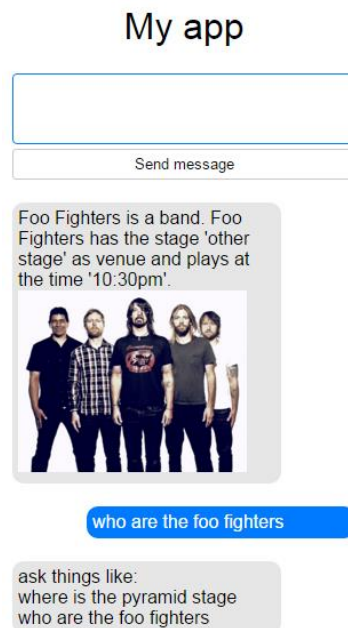 My app
Send message
Foo Fighters is a band. Foo
Fighters has the stage 'other
stage' as venue and plays at
the time '10:30pm'.
who are the foo fighters
ask things like:
where is the pyramid stage
who are the foo fighters